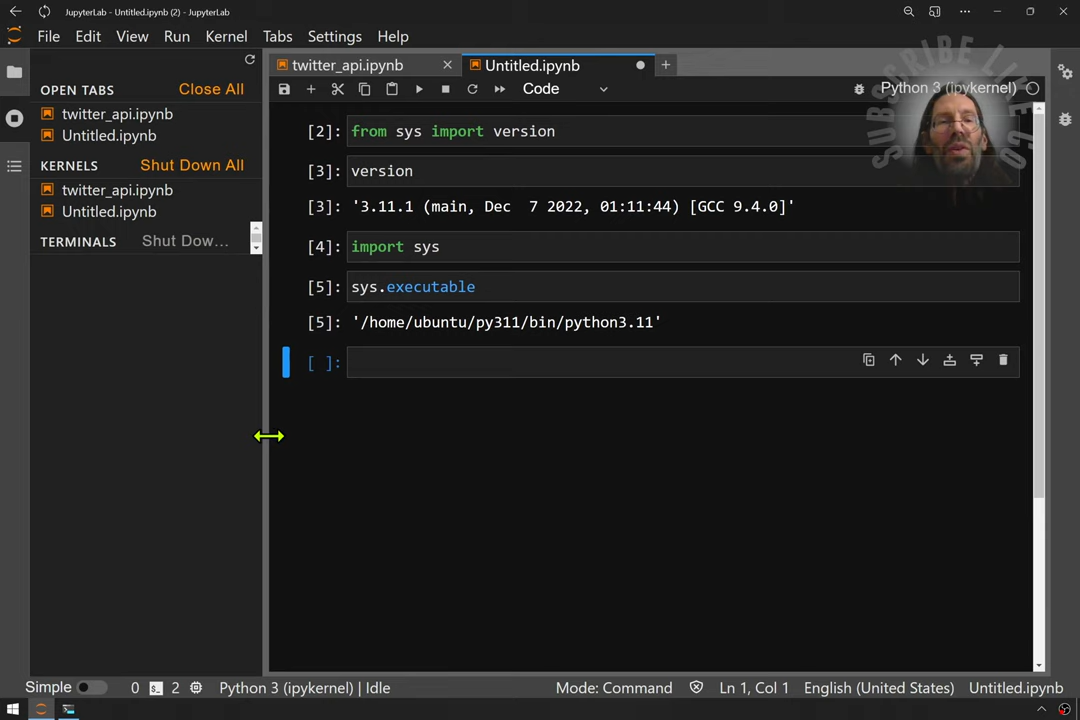 JupyterLab - Untitled.ipynb (2) - JupyterLab
File Edit View Run Kernel Tabs Settings Help
OPEN TABS Close All
twitter_api.ipynb
Untitled.ipynb
KERNELS Shut Down All
twitter_api.ipynb
Untitled.ipynb
TERMINALS Shut Dow...
twitter_api.ipynb Untitled.ipynb
Code Python 3 (ipykernel)
SUBSCRIBE LIKE CO
[2]: from sys import version
[3]: version
[3]: '3.11.1 (main, Dec  7 2022, 01:11:44) [GCC 9.4.0]'
[4]: import sys
[5]: sys.executable
[5]: '/home/ubuntu/py311/bin/python3.11'
[ ]:
Simple 0 2 Python 3 (ipykernel) | Idle Mode: Command Ln 1, Col 1 English (United States) Untitled.ipynb